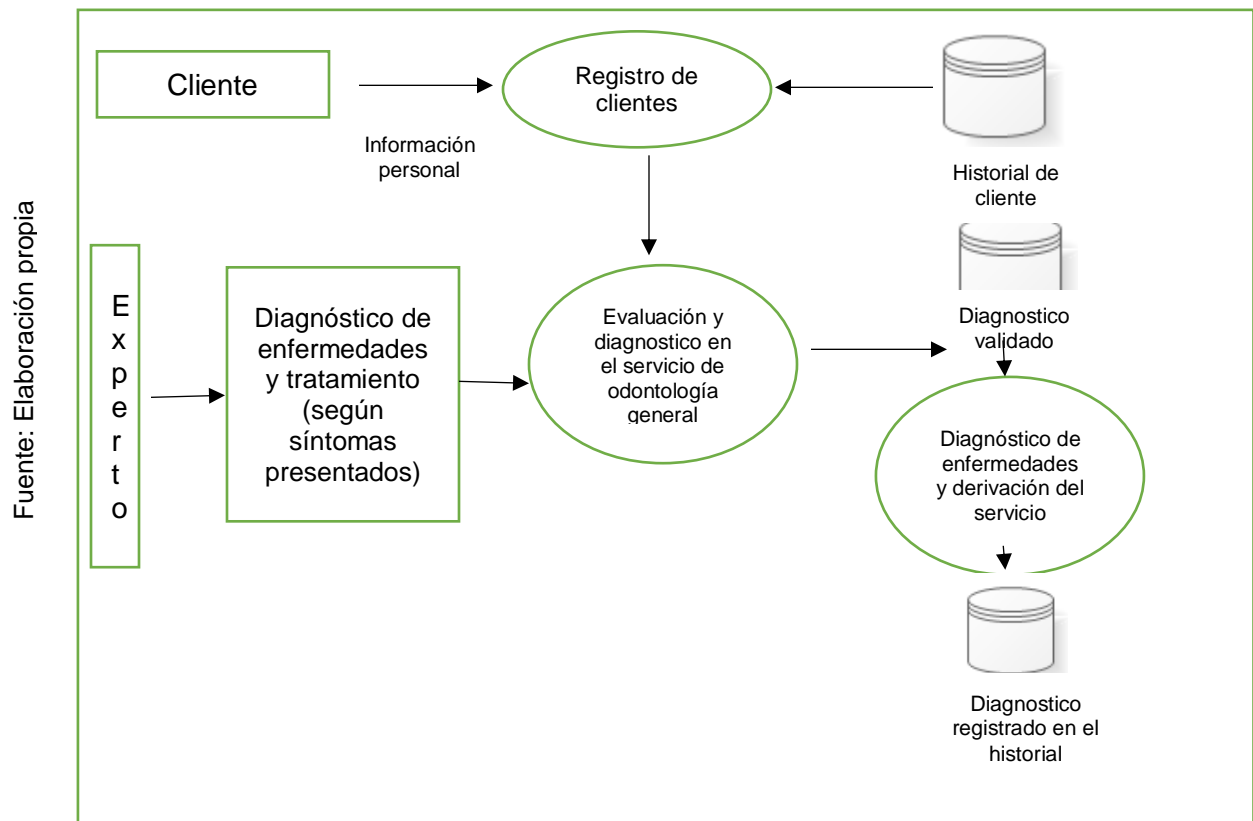 Cliente
Registro de
clientes
Información
personal
Historial de
cliente
Fuente: Elaboración propia
E
x
p
e
r
t
o
Diagnóstico de
enfermedades
y tratamiento
(según
síntomas
presentados)
Evaluación y
diagnostico en
el servicio de
odontología
general
Diagnostico
validado
Diagnóstico de
enfermedades
y derivación del
servicio
Diagnostico
registrado en el
historial